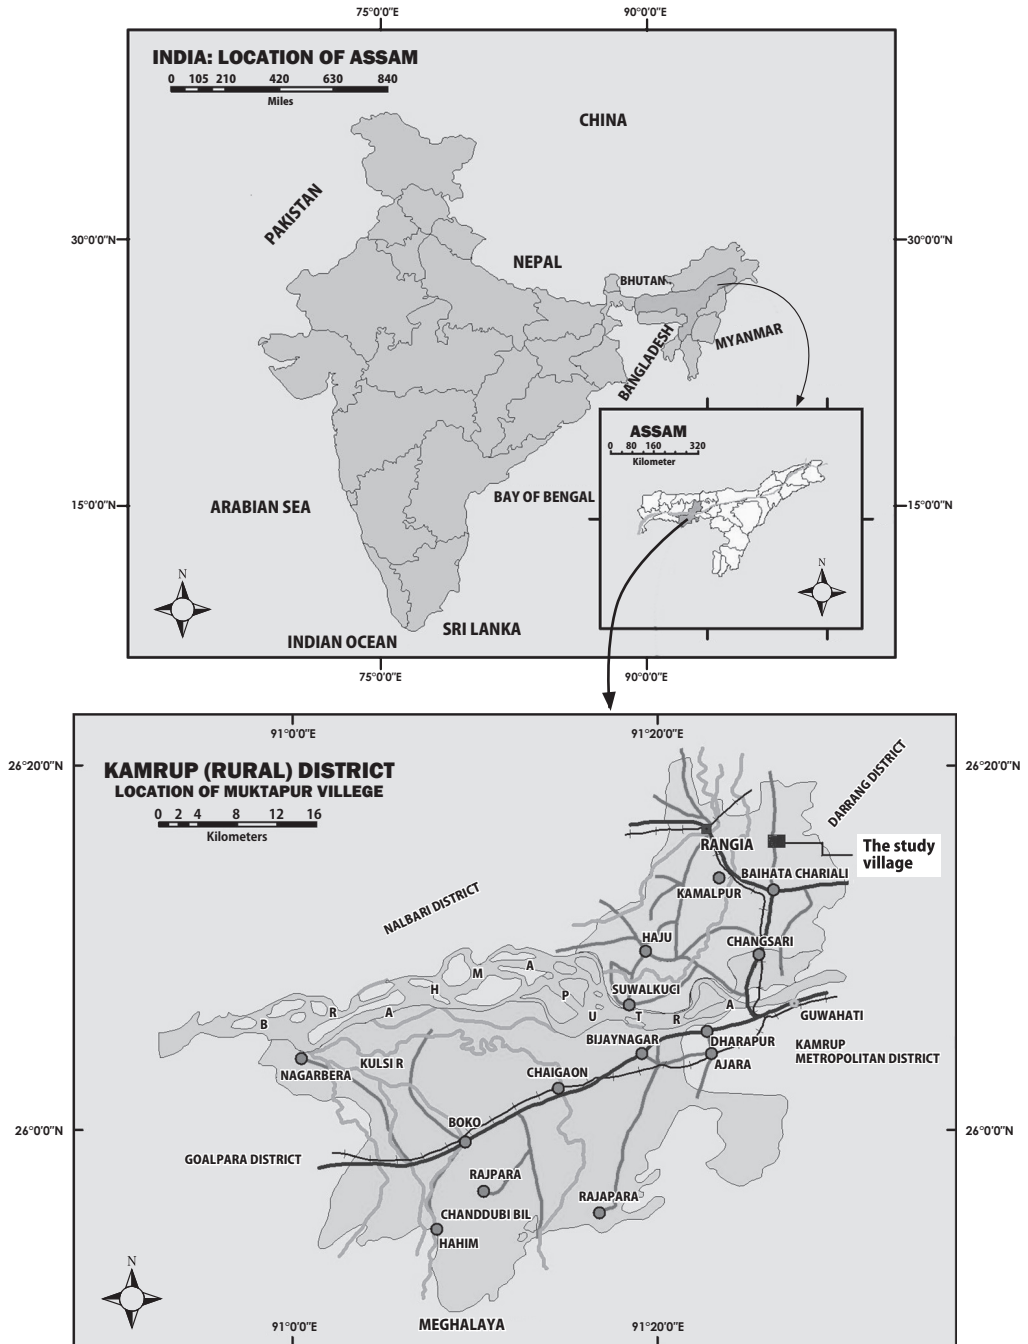 75°0'0"E
90°0'0"E
INDIA: LOCATION OF ASSAM
0 105 210 420 630 840
Miles
CHINA
PAKISTAN
30°0'0"N
30°0'0"N
NEPAL
BHUTAN
MYANMAR
BANGLADESH
ASSAM
0 80 160 320
Kilometer
BAY OF BENGAL
15°0'0"N
15°0'0"N
ARABIAN SEA
N
N
SRI LANKA
INDIAN OCEAN
75°0'0"E
90°0'0"E
91°0'0"E
91°20'0"E
26°20'0"N
26°20'0"N
KAMRUP (RURAL) DISTRICT
LOCATION OF MUKTAPUR VILLEGE
0 2 4 8 12 16
Kilometers
DARRANG DISTRICT
RANGIA
The study
village
BAIHATA CHARIALI
KAMALPUR
NALBARI DISTRICT
HAJU
CHANGSARI
SUWALKUCI
B R A H M A P U T R A
GUWAHATI
BIJAYNAGAR
DHARAPUR
KAMRUP
METROPOLITAN DISTRICT
AJARA
KULSI R
NAGARBERA
CHAIGAON
BOKO
26°0'0"N
26°0'0"N
GOALPARA DISTRICT
RAJPARA
RAJAPARA
CHANDDUBI BIL
HAHIM
N
MEGHALAYA
91°0'0"E
91°20'0"E